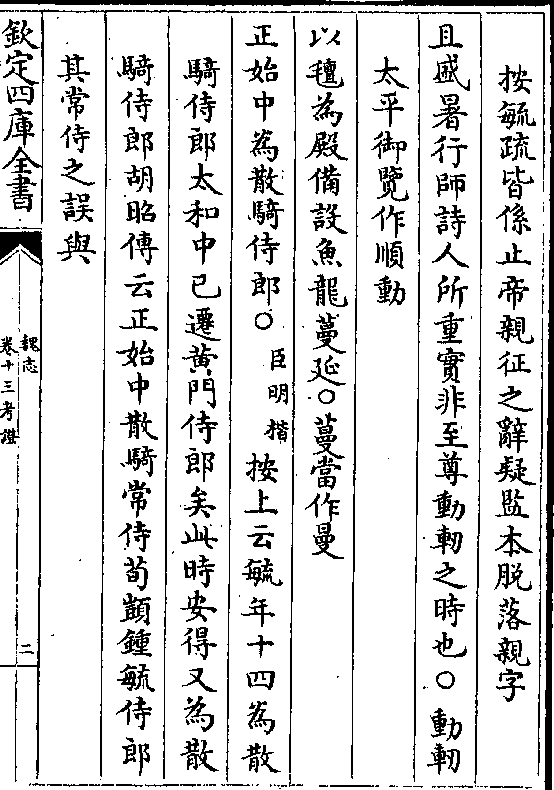 按毓疏皆係止帝親征之辭疑監本脱落親字
且盛暑行師詩人所重實非至尊動軔之時也〇動軔
太平御覽作順動
以氊為殿備設魚龍蔓延〇蔓當作曼
正始中為散騎侍郎〇臣明楷按上云毓年十四為散
騎侍郎太和中已遷黄門侍郎矣此時安得又為散
騎侍郎胡昭傳云正始中散騎常侍荀顗鍾毓侍郎
其常侍之誤與
欽定四庫全書
魏志
卷十三考證
二